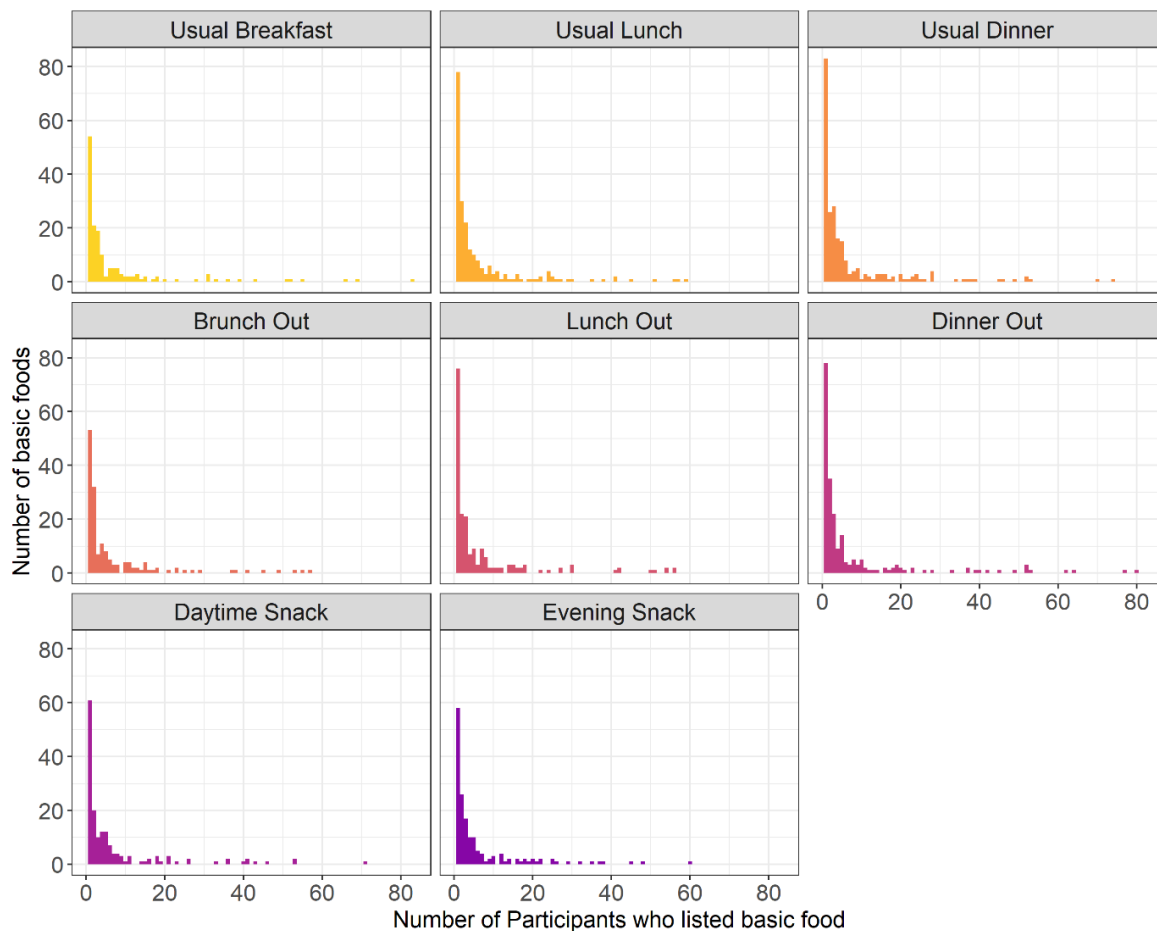 Usual Breakfast
Usual Lunch
Usual Dinner
80
60
40
20
0
Brunch Out
Lunch Out
Dinner Out
80
60
40
20
0
0 20 40 60 80
Daytime Snack
Evening Snack
80
60
40
20
0
0 20 40 60 80
0 20 40 60 80
Number of basic foods
Number of Participants who listed basic food